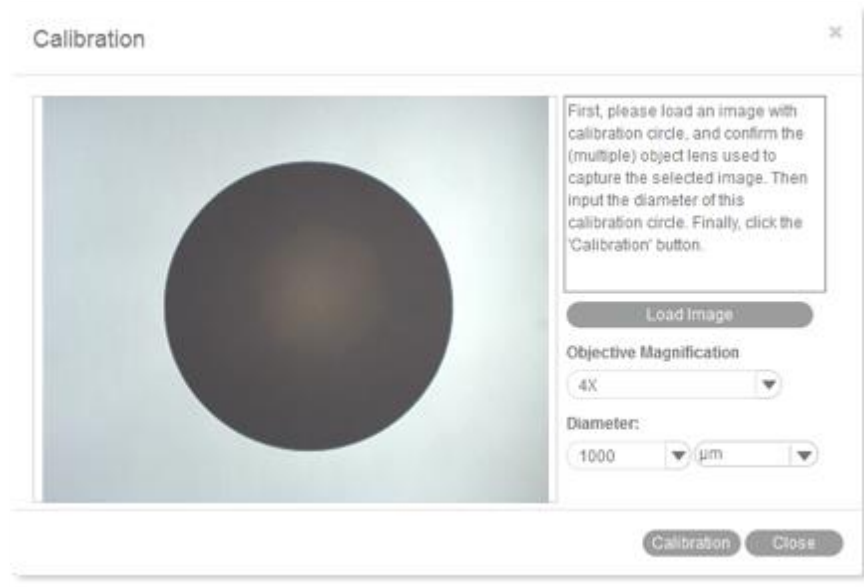 Calibration
×
First, please load an image with
calibration circle, and confirm the
(multiple) object lens used to
capture the selected image. Then
input the diameter of this
calibration circle. Finally, click the
'Calibration' button.
Load Image
Objective Magnification
4X
Diameter:
1000 μm
Calibration Close